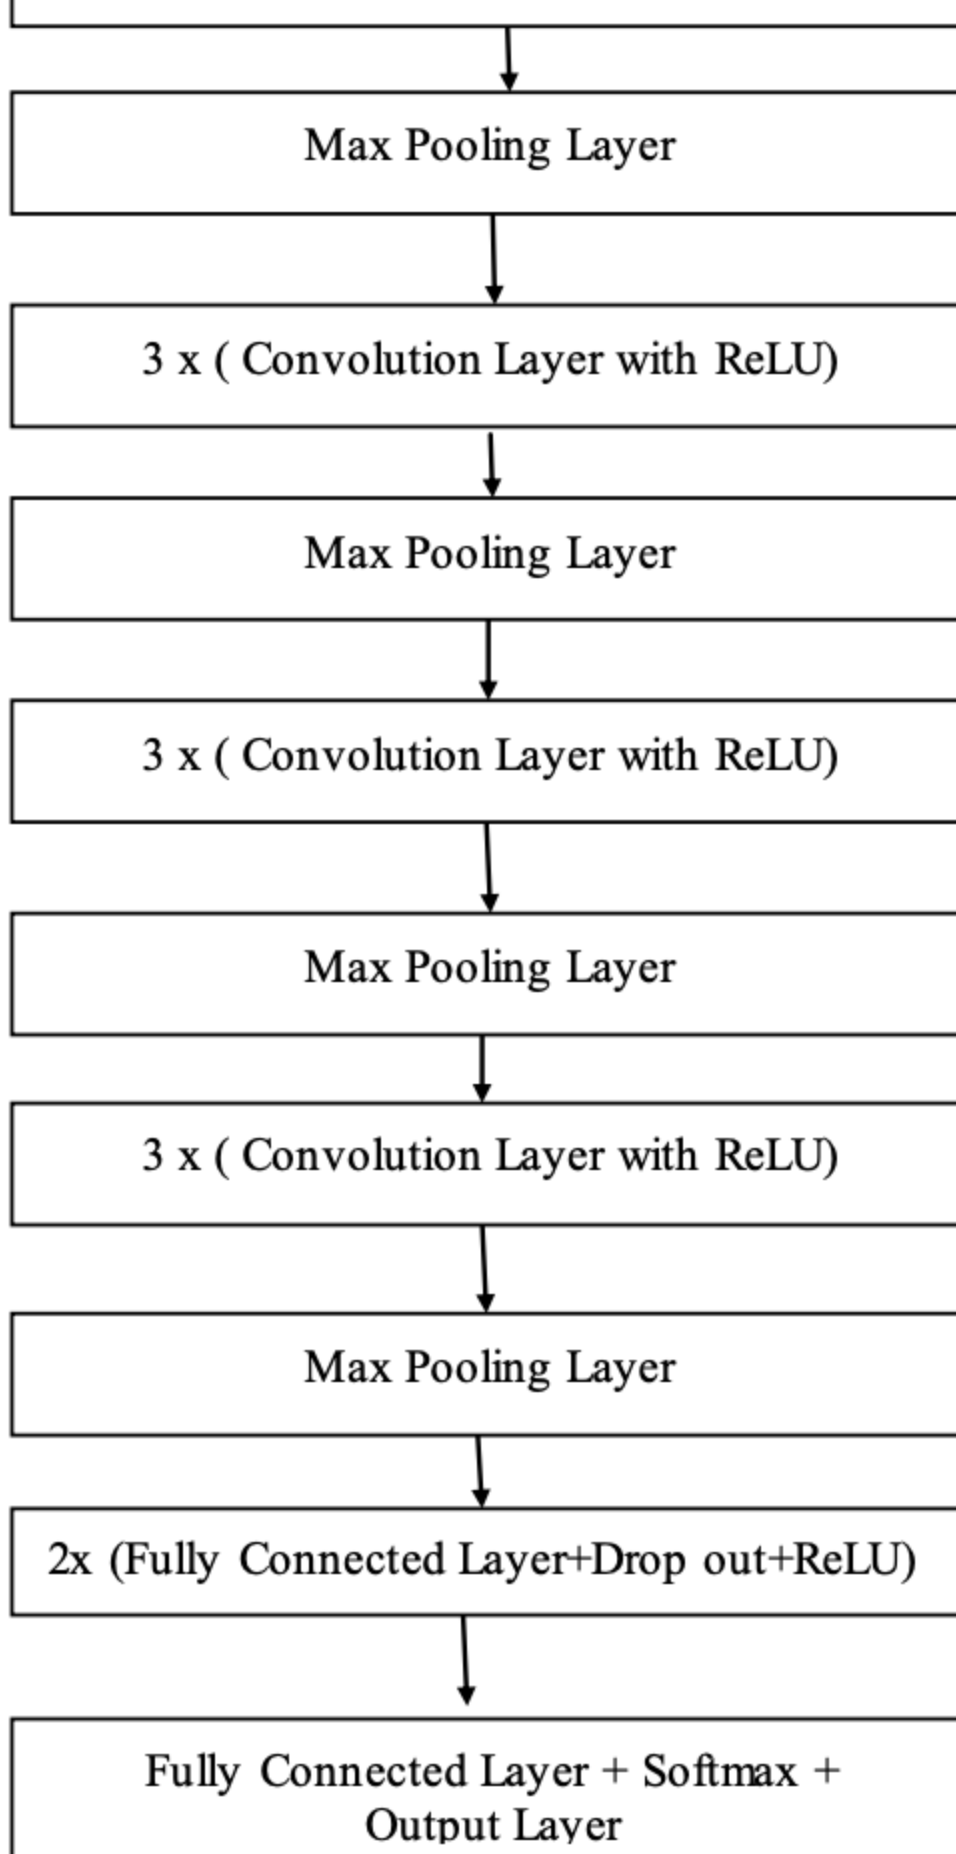 Max Pooling Layer
3 x ( Convolution Layer with ReLU)
Max Pooling Layer
3 x ( Convolution Layer with ReLU)
Max Pooling Layer
3 x ( Convolution Layer with ReLU)
Max Pooling Layer
2x (Fully Connected Layer+Drop out+ReLU)
Fully Connected Layer + Softmax +
Output Layer